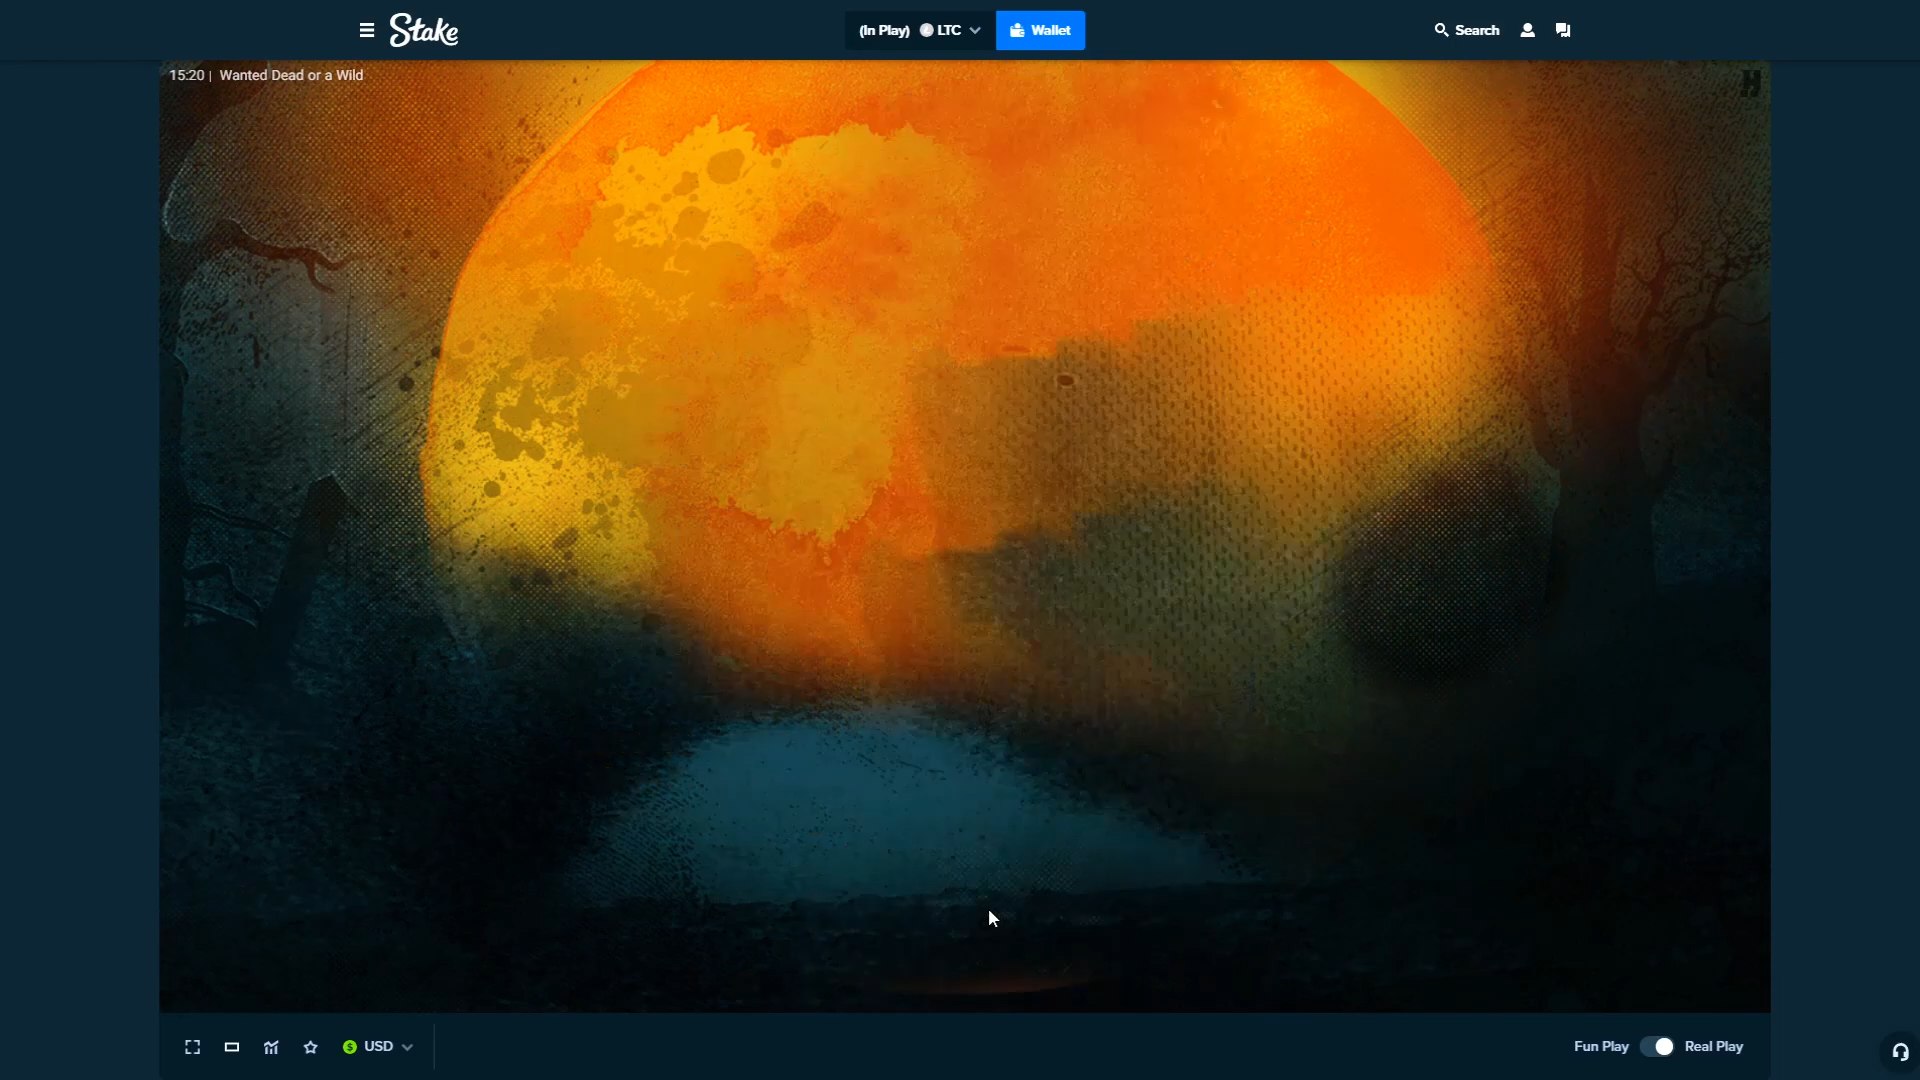 Stake
(In Play) LTC
Wallet
Search
15:20 | Wanted Dead or a Wild
H
$ USD
Fun Play
Real Play